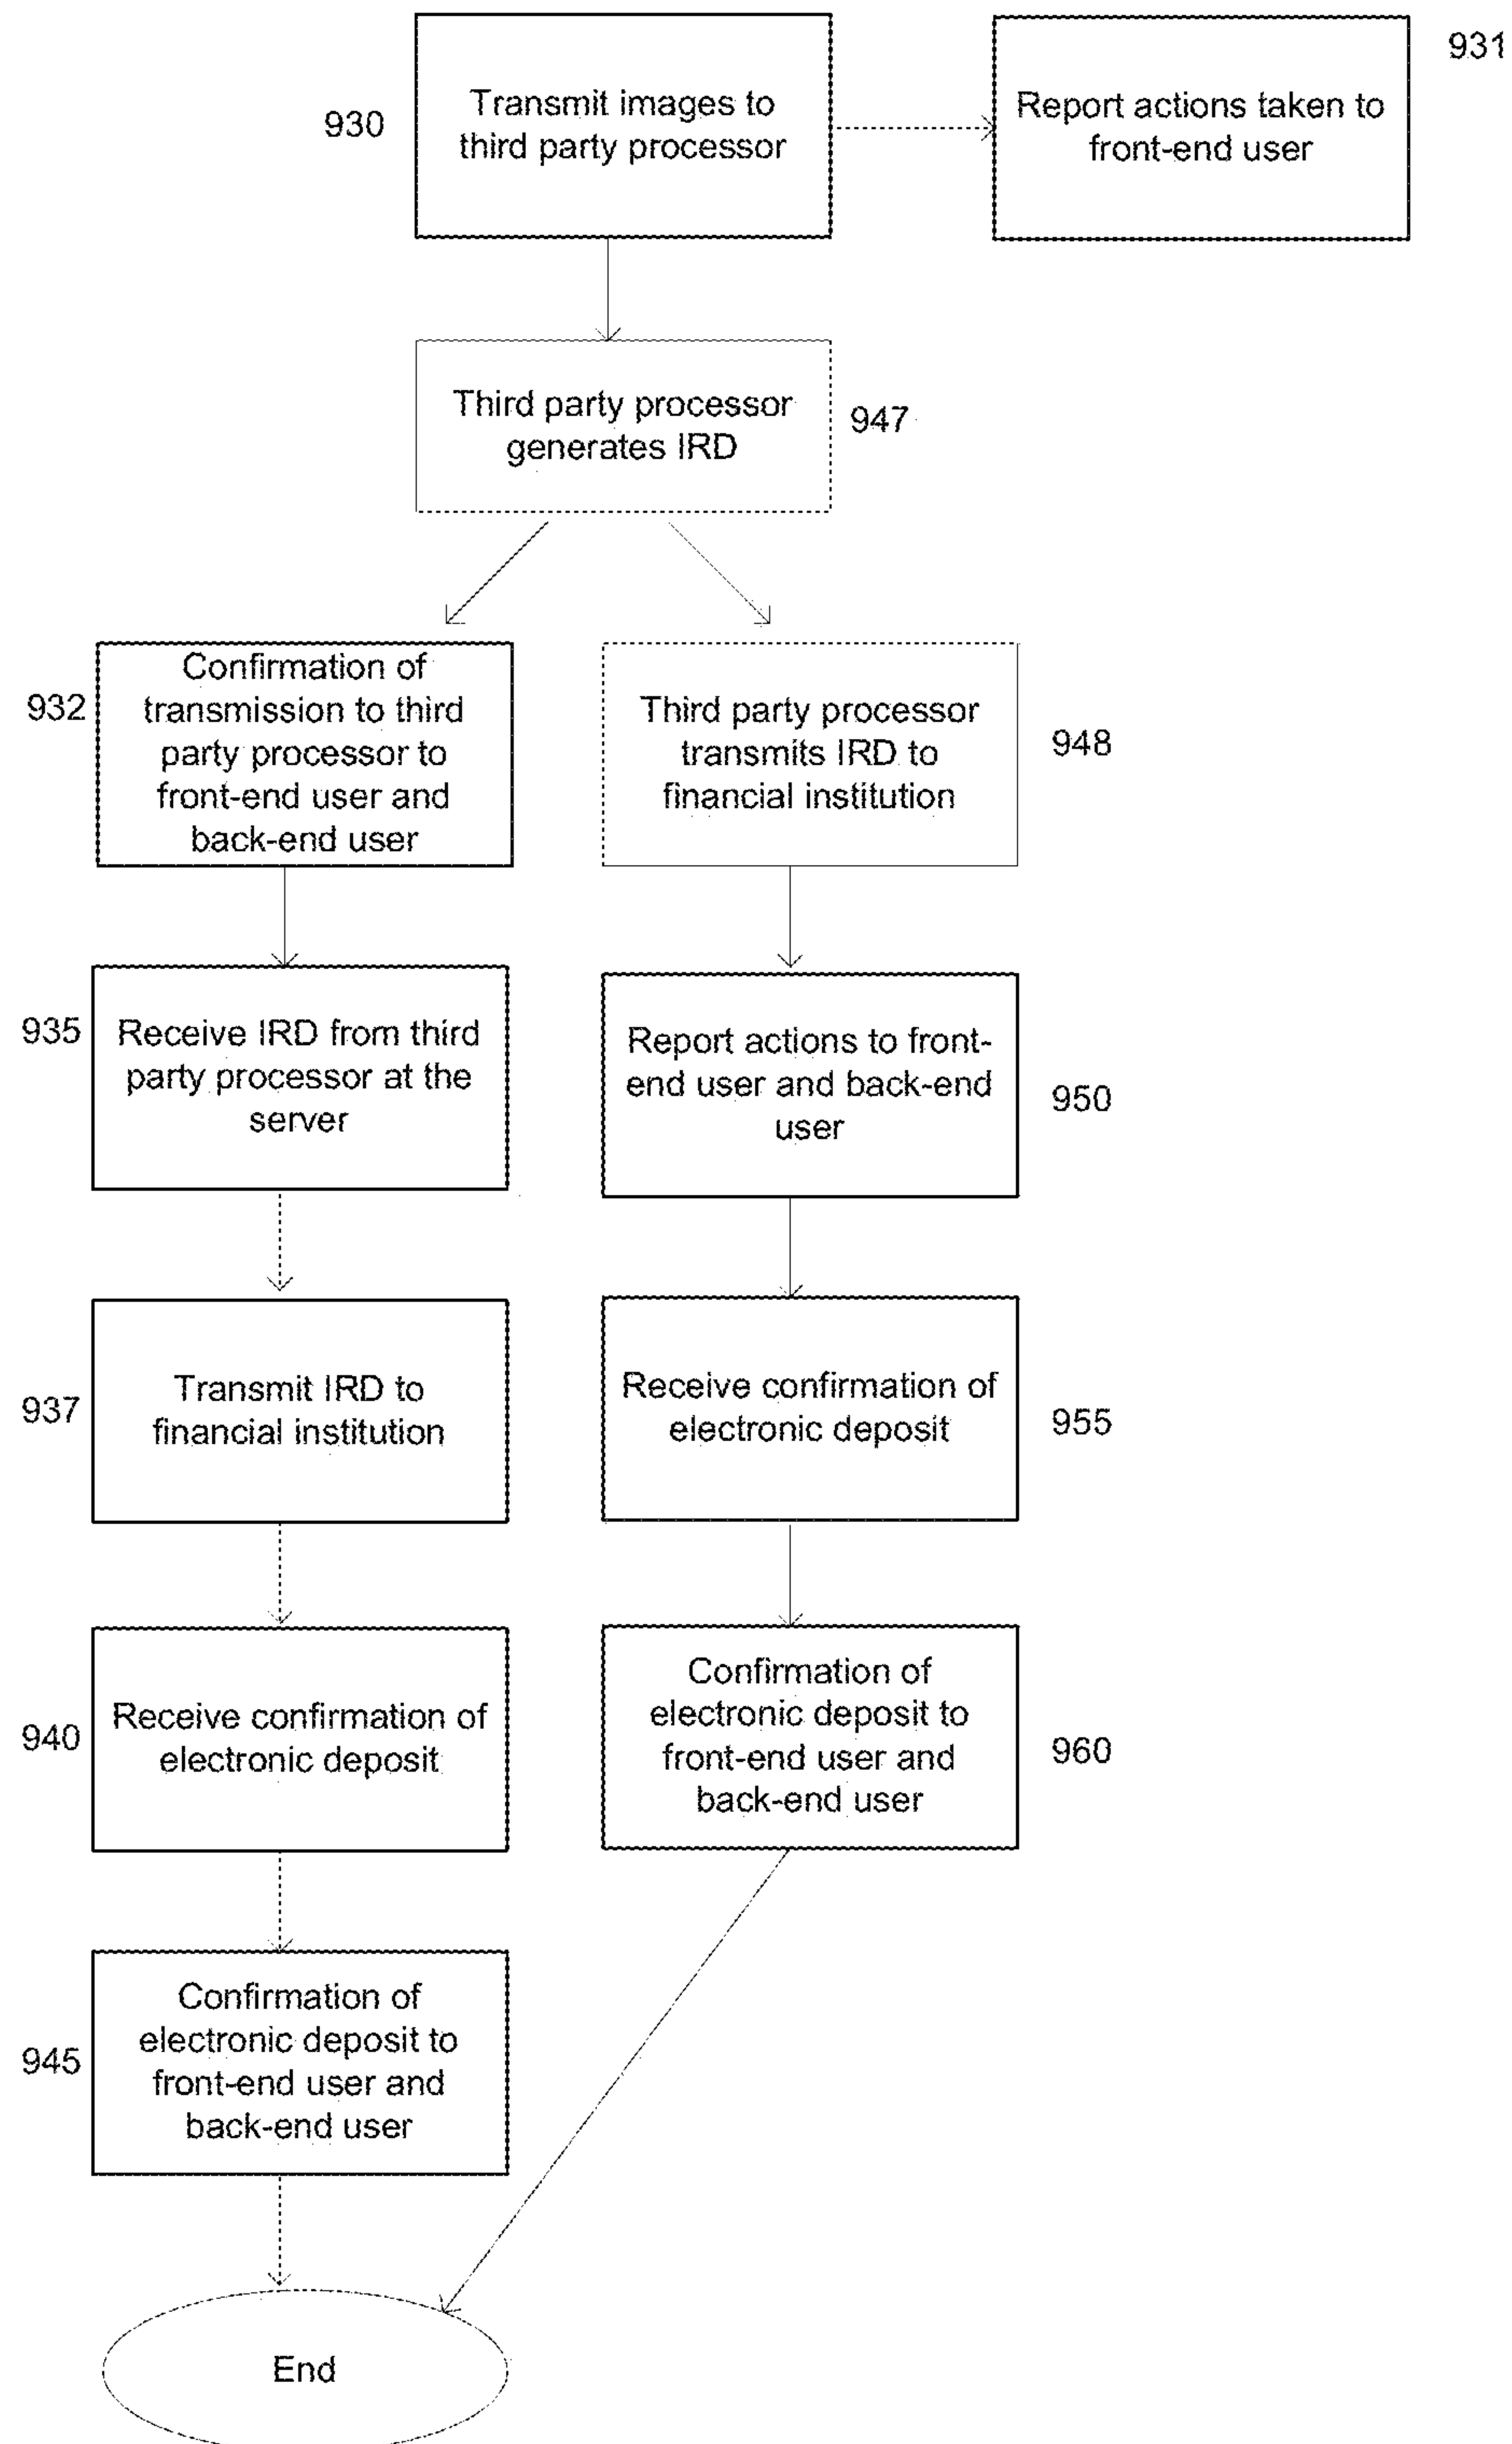 930
Transmit images to
third party processor
Report actions taken to
front-end user
931
Third party processor
generates IRD
947
932
Confirmation of
transmission to third
party processor to
front-end user and
back-end user
Third party processor
transmits IRD to
financial institution
948
935
Receive IRD from third
party processor at the
server
Report actions to front-
end user and back-end
user
950
937
Transmit IRD to
financial institution
Receive confirmation of
electronic deposit
955
940
Receive confirmation of
electronic deposit
Confirmation of
electronic deposit to
front-end user and
back-end user
960
945
Confirmation of
electronic deposit to
front-end user and
back-end user
End